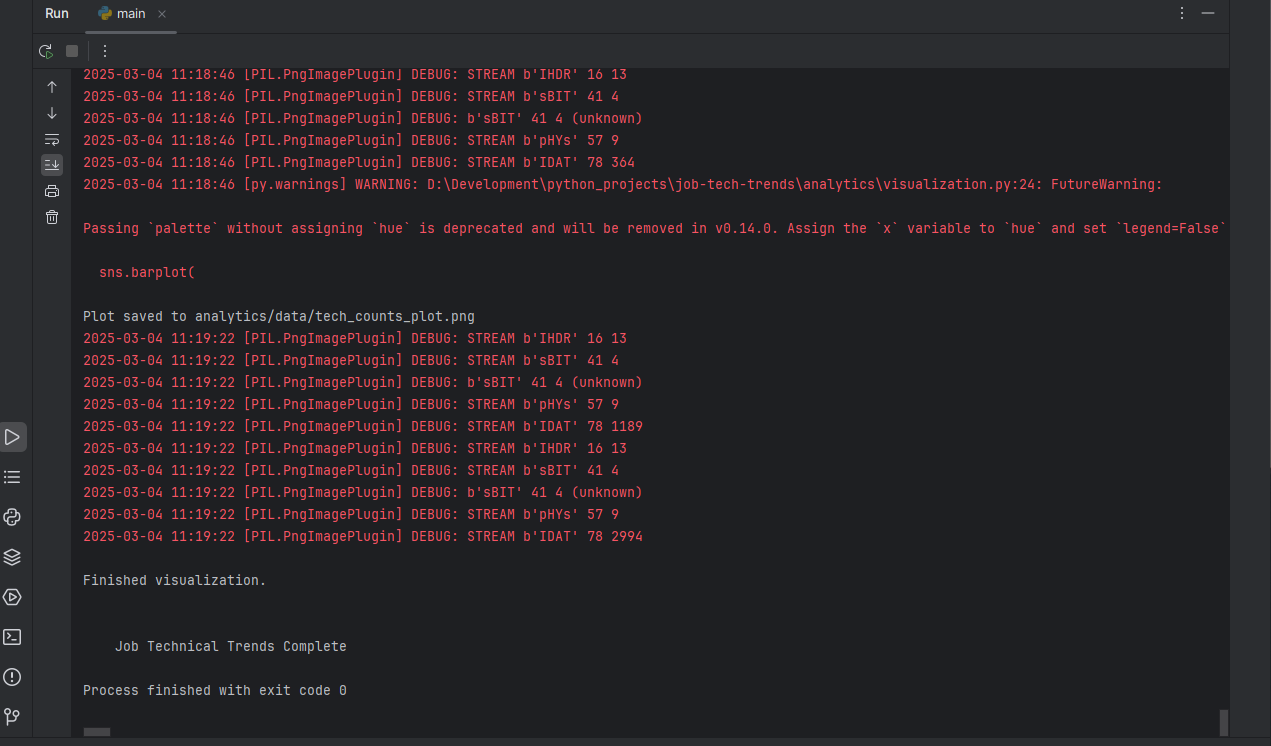 Run main
2025-03-04 11:18:46 [PIL.PngImagePlugin] DEBUG: STREAM b'IHDR' 16 13
2025-03-04 11:18:46 [PIL.PngImagePlugin] DEBUG: STREAM b'sBIT' 41 4
2025-03-04 11:18:46 [PIL.PngImagePlugin] DEBUG: b'sBIT' 41 4 (unknown)
2025-03-04 11:18:46 [PIL.PngImagePlugin] DEBUG: STREAM b'pHYs' 57 9
2025-03-04 11:18:46 [PIL.PngImagePlugin] DEBUG: STREAM b'IDAT' 78 364
2025-03-04 11:18:46 [py.warnings] WARNING: D:\Development\python_projects\job-tech-trends\analytics\visualization.py:24: FutureWarning:
Passing `palette` without assigning `hue` is deprecated and will be removed in v0.14.0. Assign the `x` variable to `hue` and set `legend=False`
sns.barplot(
Plot saved to analytics/data/tech_counts_plot.png
2025-03-04 11:19:22 [PIL.PngImagePlugin] DEBUG: STREAM b'IHDR' 16 13
2025-03-04 11:19:22 [PIL.PngImagePlugin] DEBUG: STREAM b'sBIT' 41 4
2025-03-04 11:19:22 [PIL.PngImagePlugin] DEBUG: b'sBIT' 41 4 (unknown)
2025-03-04 11:19:22 [PIL.PngImagePlugin] DEBUG: STREAM b'pHYs' 57 9
2025-03-04 11:19:22 [PIL.PngImagePlugin] DEBUG: STREAM b'IDAT' 78 1189
2025-03-04 11:19:22 [PIL.PngImagePlugin] DEBUG: STREAM b'IHDR' 16 13
2025-03-04 11:19:22 [PIL.PngImagePlugin] DEBUG: STREAM b'sBIT' 41 4
2025-03-04 11:19:22 [PIL.PngImagePlugin] DEBUG: b'sBIT' 41 4 (unknown)
2025-03-04 11:19:22 [PIL.PngImagePlugin] DEBUG: STREAM b'pHYs' 57 9
2025-03-04 11:19:22 [PIL.PngImagePlugin] DEBUG: STREAM b'IDAT' 78 2994
Finished visualization.
Job Technical Trends Complete
Process finished with exit code 0